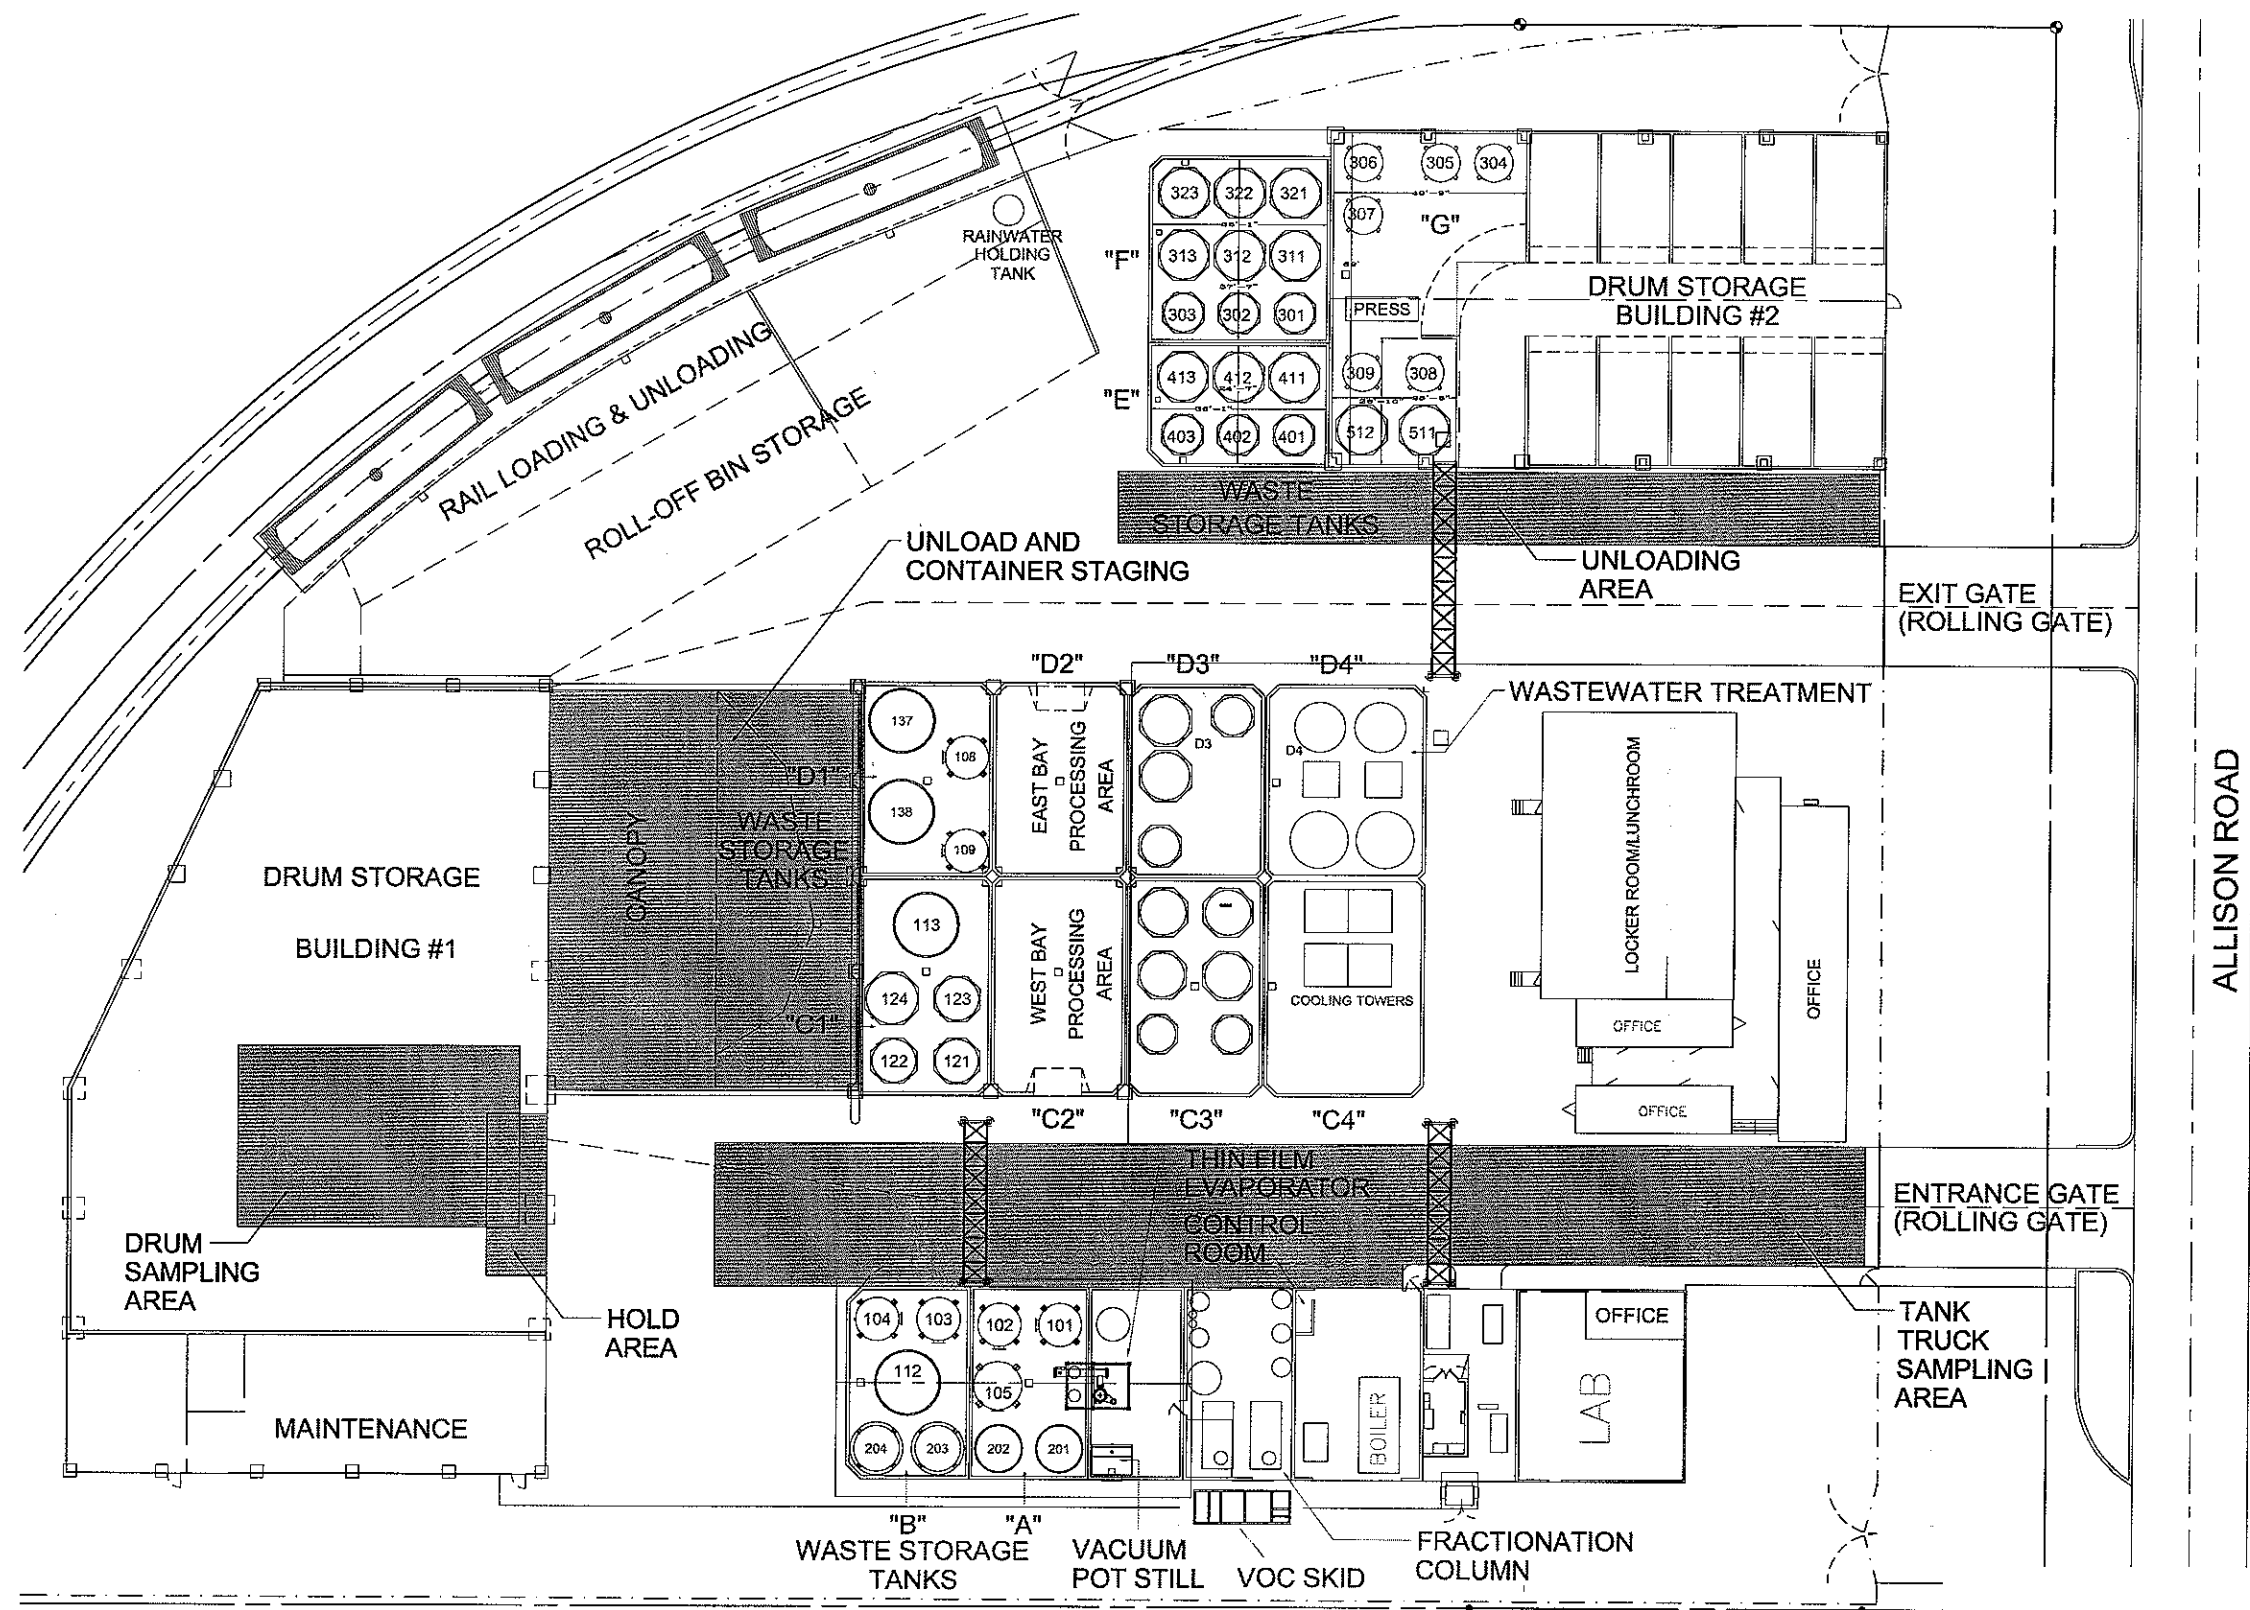 306
305
304
323
322
321
40'-9"
307
"G"
RAINWATER
HOLDING
TANK
36'-1"
"F"
313
312
311
DRUM STORAGE
BUILDING #2
303
302
301
PRESS
RAIL LOADING & UNLOADING
ROLL-OFF BIN STORAGE
413
412
411
309
308
"E"
36'-1"
403
402
401
512
511
WASTE
STORAGE TANKS
UNLOAD AND
CONTAINER STAGING
UNLOADING
AREA
EXIT GATE
(ROLLING GATE)
"D2"
"D3"
"D4"
WASTEWATER TREATMENT
137
108
D3
D4
"D1"
138
109
EAST BAY
PROCESSING
AREA
CANOPY
WASTE
STORAGE
TANKS
LOCKER ROOM/LUNCHROOM
ALLISON ROAD
DRUM STORAGE
BUILDING #1
113
WEST BAY
PROCESSING
AREA
124
123
COOLING TOWERS
OFFICE
"C1"
OFFICE
122
121
"C2"
"C3"
"C4"
OFFICE
THIN FILM
EVAPORATOR
CONTROL
ROOM
ENTRANCE GATE
(ROLLING GATE)
DRUM
SAMPLING
AREA
HOLD
AREA
104
103
102
101
OFFICE
TANK
TRUCK
SAMPLING
AREA
112
105
MAINTENANCE
BOILER
LAB
204
203
202
201
"B"
"A"
WASTE STORAGE
TANKS
VACUUM
POT STILL
VOC SKID
FRACTIONATION
COLUMN